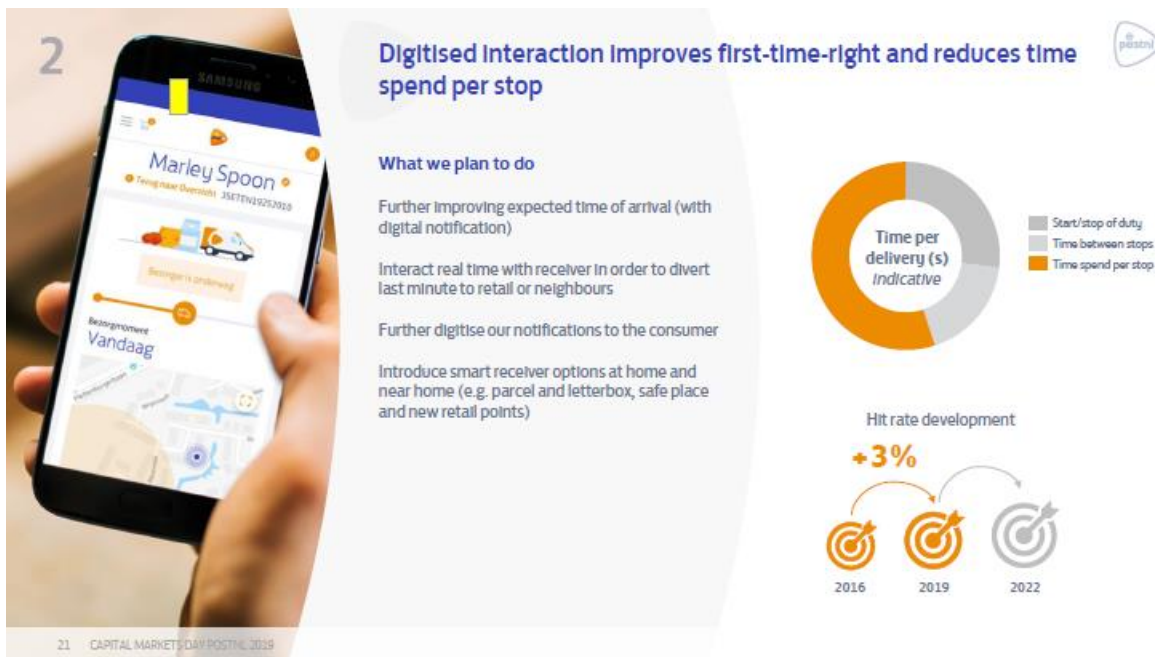 2
Digitised interaction improves first-time-right and reduces time
spend per stop
postnl
SAMSUNG
Marley Spoon
Terug naar Overzicht
Bezorger is onderweg
Bezorgmoment
Vandaag
What we plan to do
Further improving expected time of arrival (with
digital notification)
Interact real time with receiver in order to divert
last minute to retail or neighbours
Further digitise our notifications to the consumer
Introduce smart receiver options at home and
near home (e.g. parcel and letterbox, safe place
and new retail points)
Time per
delivery (s)
Indicative
Start/stop of duty
Time between stops
Time spend per stop
Hit rate development
+3%
2016
2019
2022
21 CAPITAL MARKETS DAY POSTNL 2019